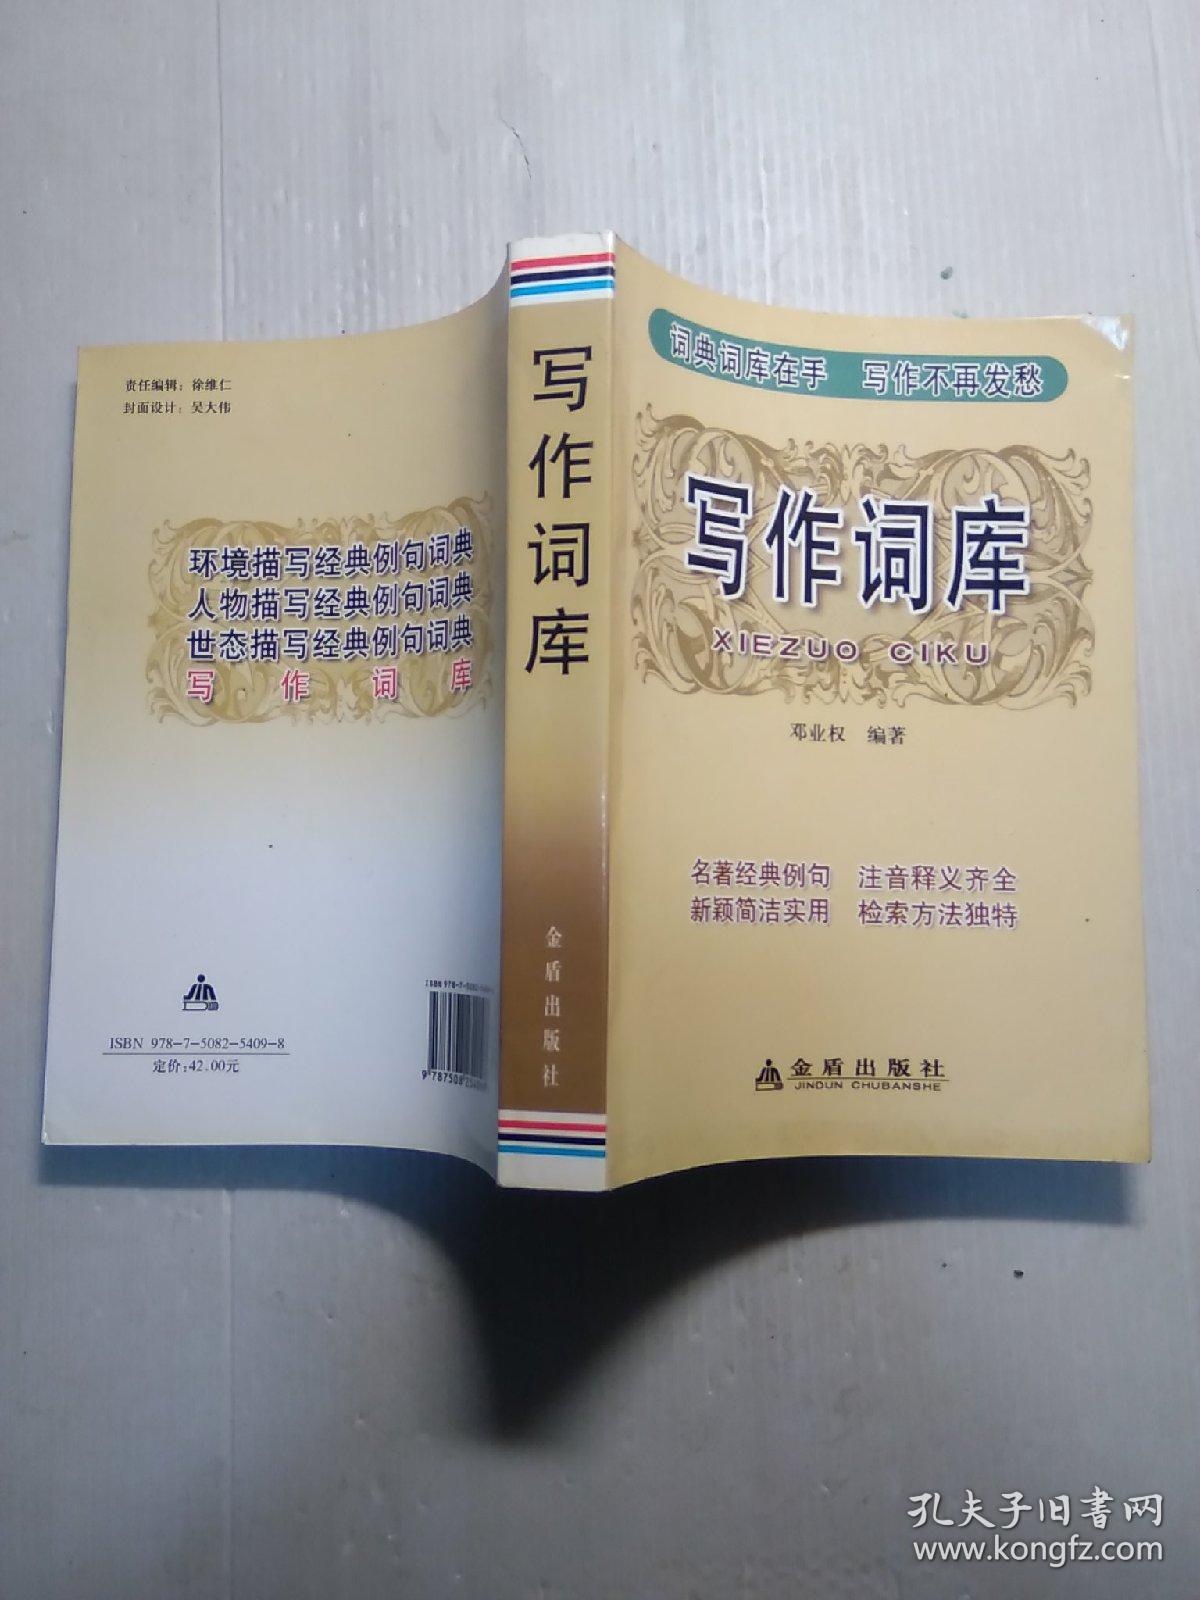 责任编辑：徐维仁
封面设计：吴大伟
环境描写经典例句词典
人物描写经典例句词典
世态描写经典例句词典
写作词库
ISBN 978-7-5082-5409-8
定价：42.00元
写作词库
金盾出版社
词典词库在手 写作不再发愁
写作词库
XIEZUO CIKU
邓业权 编著
名著经典例句 注音释义齐全
新颖简洁实用 检索方法独特
金盾出版社
JINDUN CHUBANSHE
孔夫子旧书网
www.kongfz.com